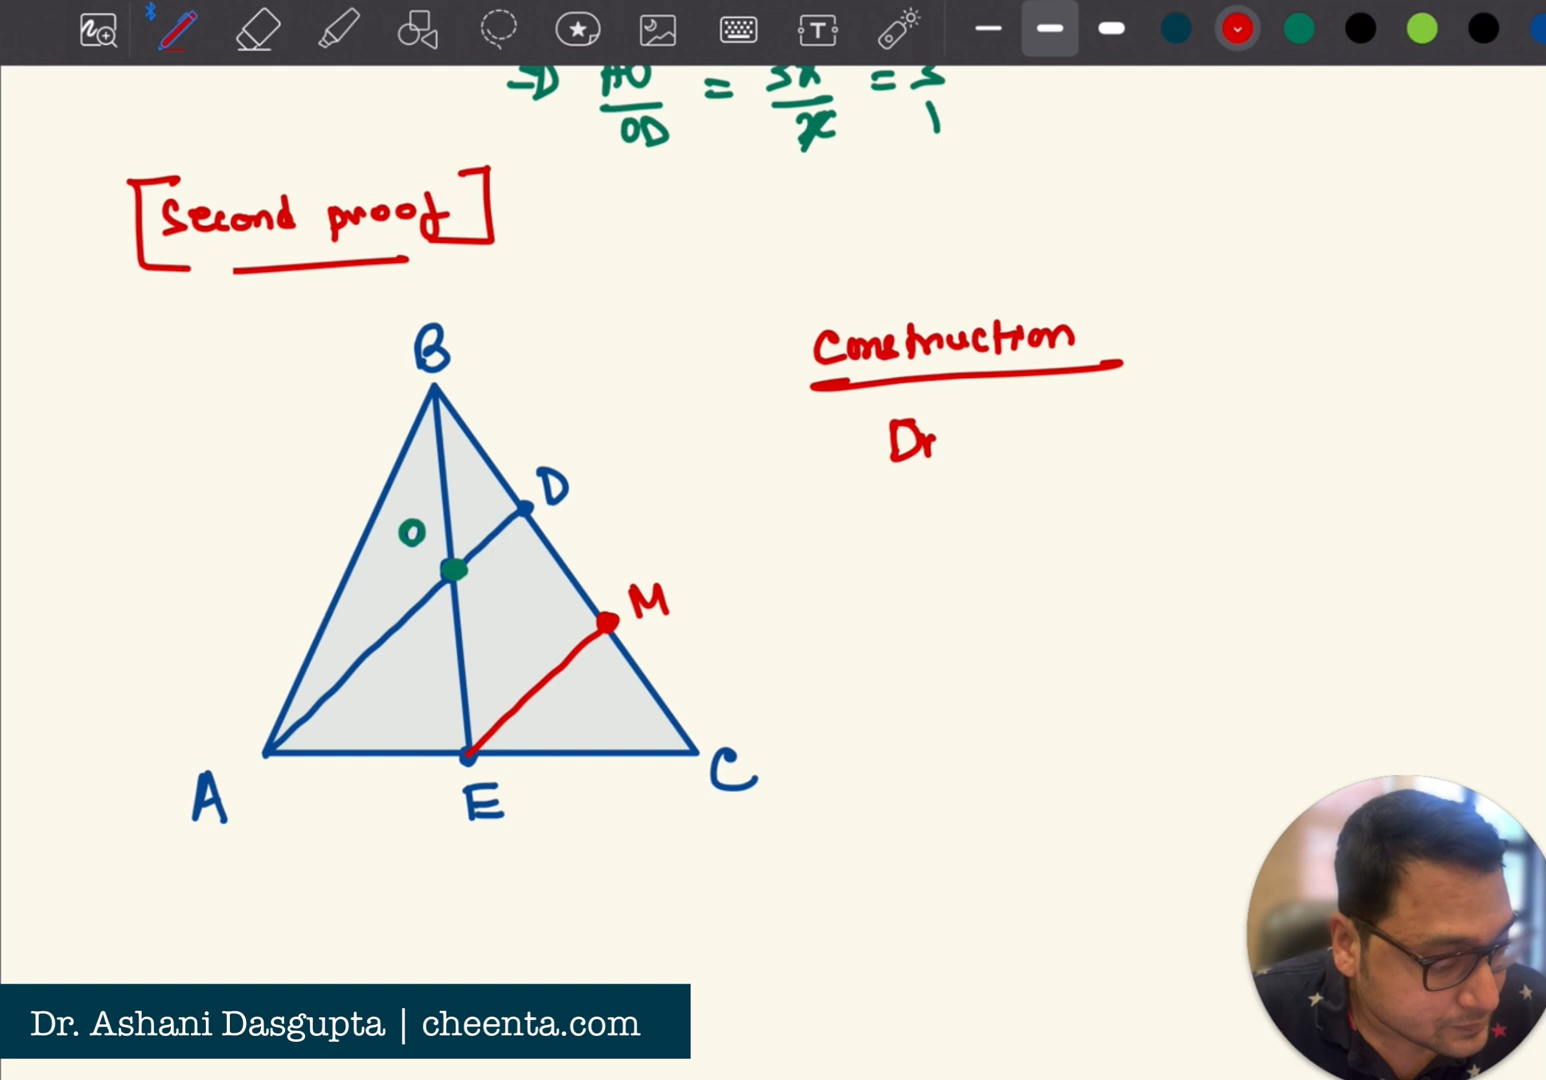 AO = 3x = 3
OD x 1
[Second proof]
B
Construction
Dr
D
O
M
A
E
C
Dr. Ashani Dasgupta | cheenta.com